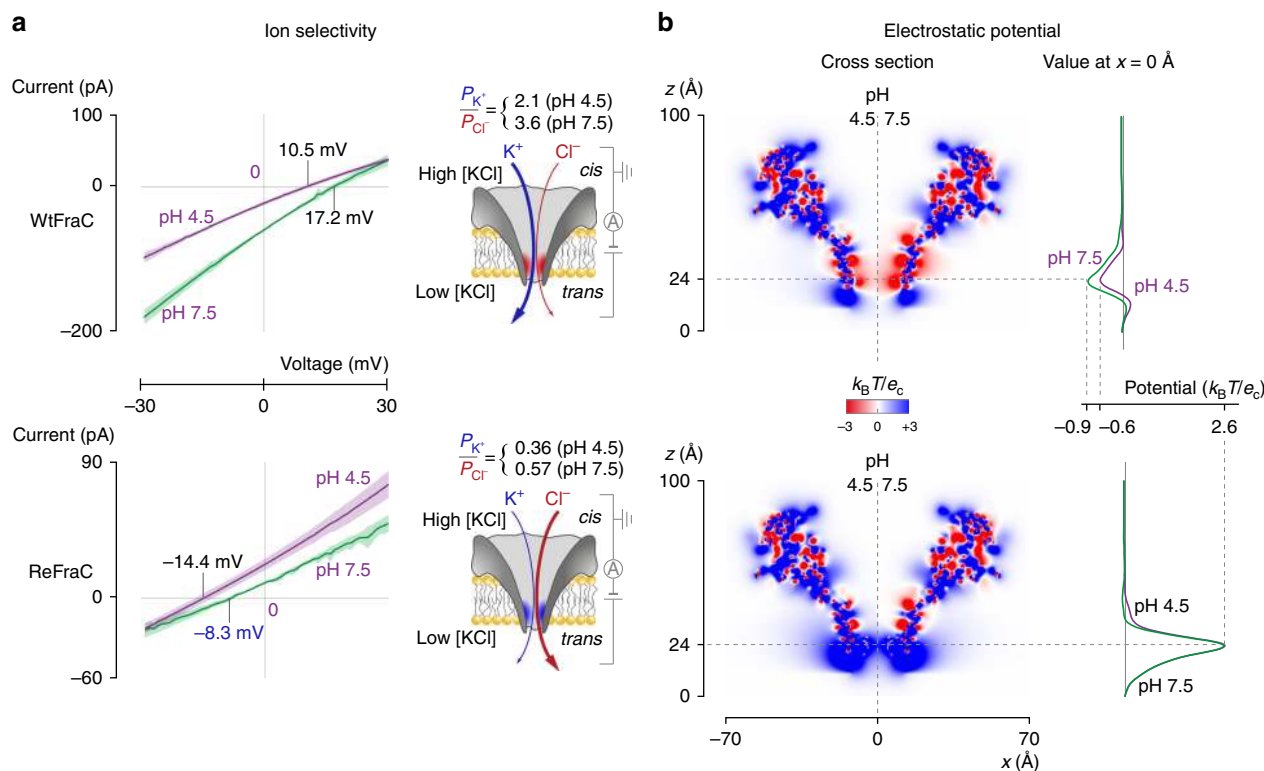 a
Ion selectivity
Current (pA)
100
0
–200
WtFraC
0
10.5 mV
17.2 mV
pH 4.5
pH 7.5
Voltage (mV)
–30
0
30
PK+
PCl–
= { 2.1 (pH 4.5)
3.6 (pH 7.5)
K+
Cl–
High [KCl]
cis
A
Low [KCl]
trans
Current (pA)
90
0
–60
ReFraC
pH 4.5
–14.4 mV
pH 7.5
0
–8.3 mV
PK+
PCl–
= { 0.36 (pH 4.5)
0.57 (pH 7.5)
K+
Cl–
High [KCl]
cis
A
Low [KCl]
trans
b
Electrostatic potential
Cross section
Value at x = 0 Å
z (Å)
100
24
0
pH
4.5 7.5
pH 7.5
pH 4.5
kBT/ec
–3 0 +3
Potential (kBT/ec)
–0.9 –0.6 2.6
z (Å)
100
24
0
pH
4.5 7.5
pH 4.5
pH 7.5
–70 0 70
x (Å)